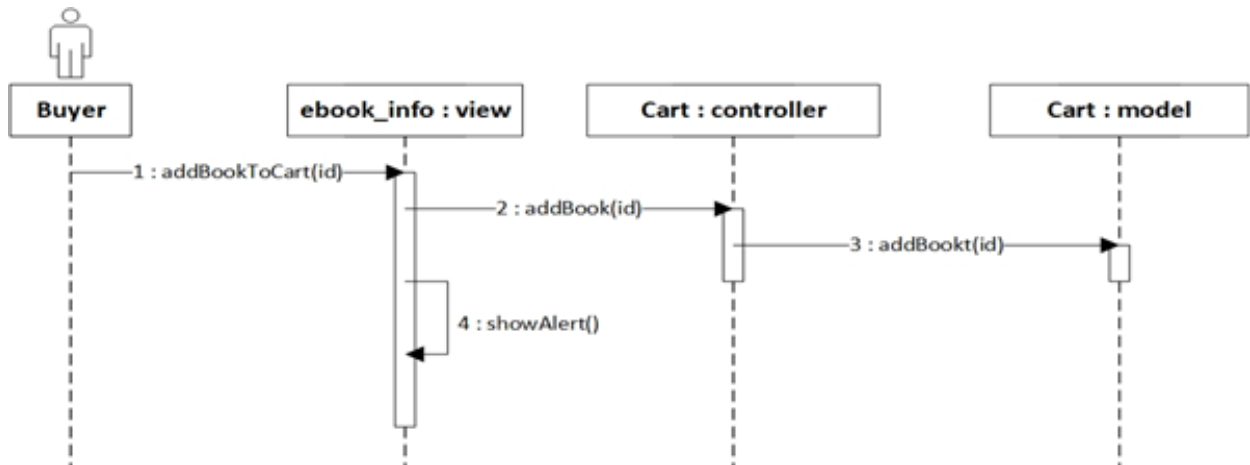 Buyer
ebook_info : view
Cart : controller
Cart : model
1 : addBookToCart(id)
2 : addBook(id)
3 : addBookt(id)
4 : showAlert()